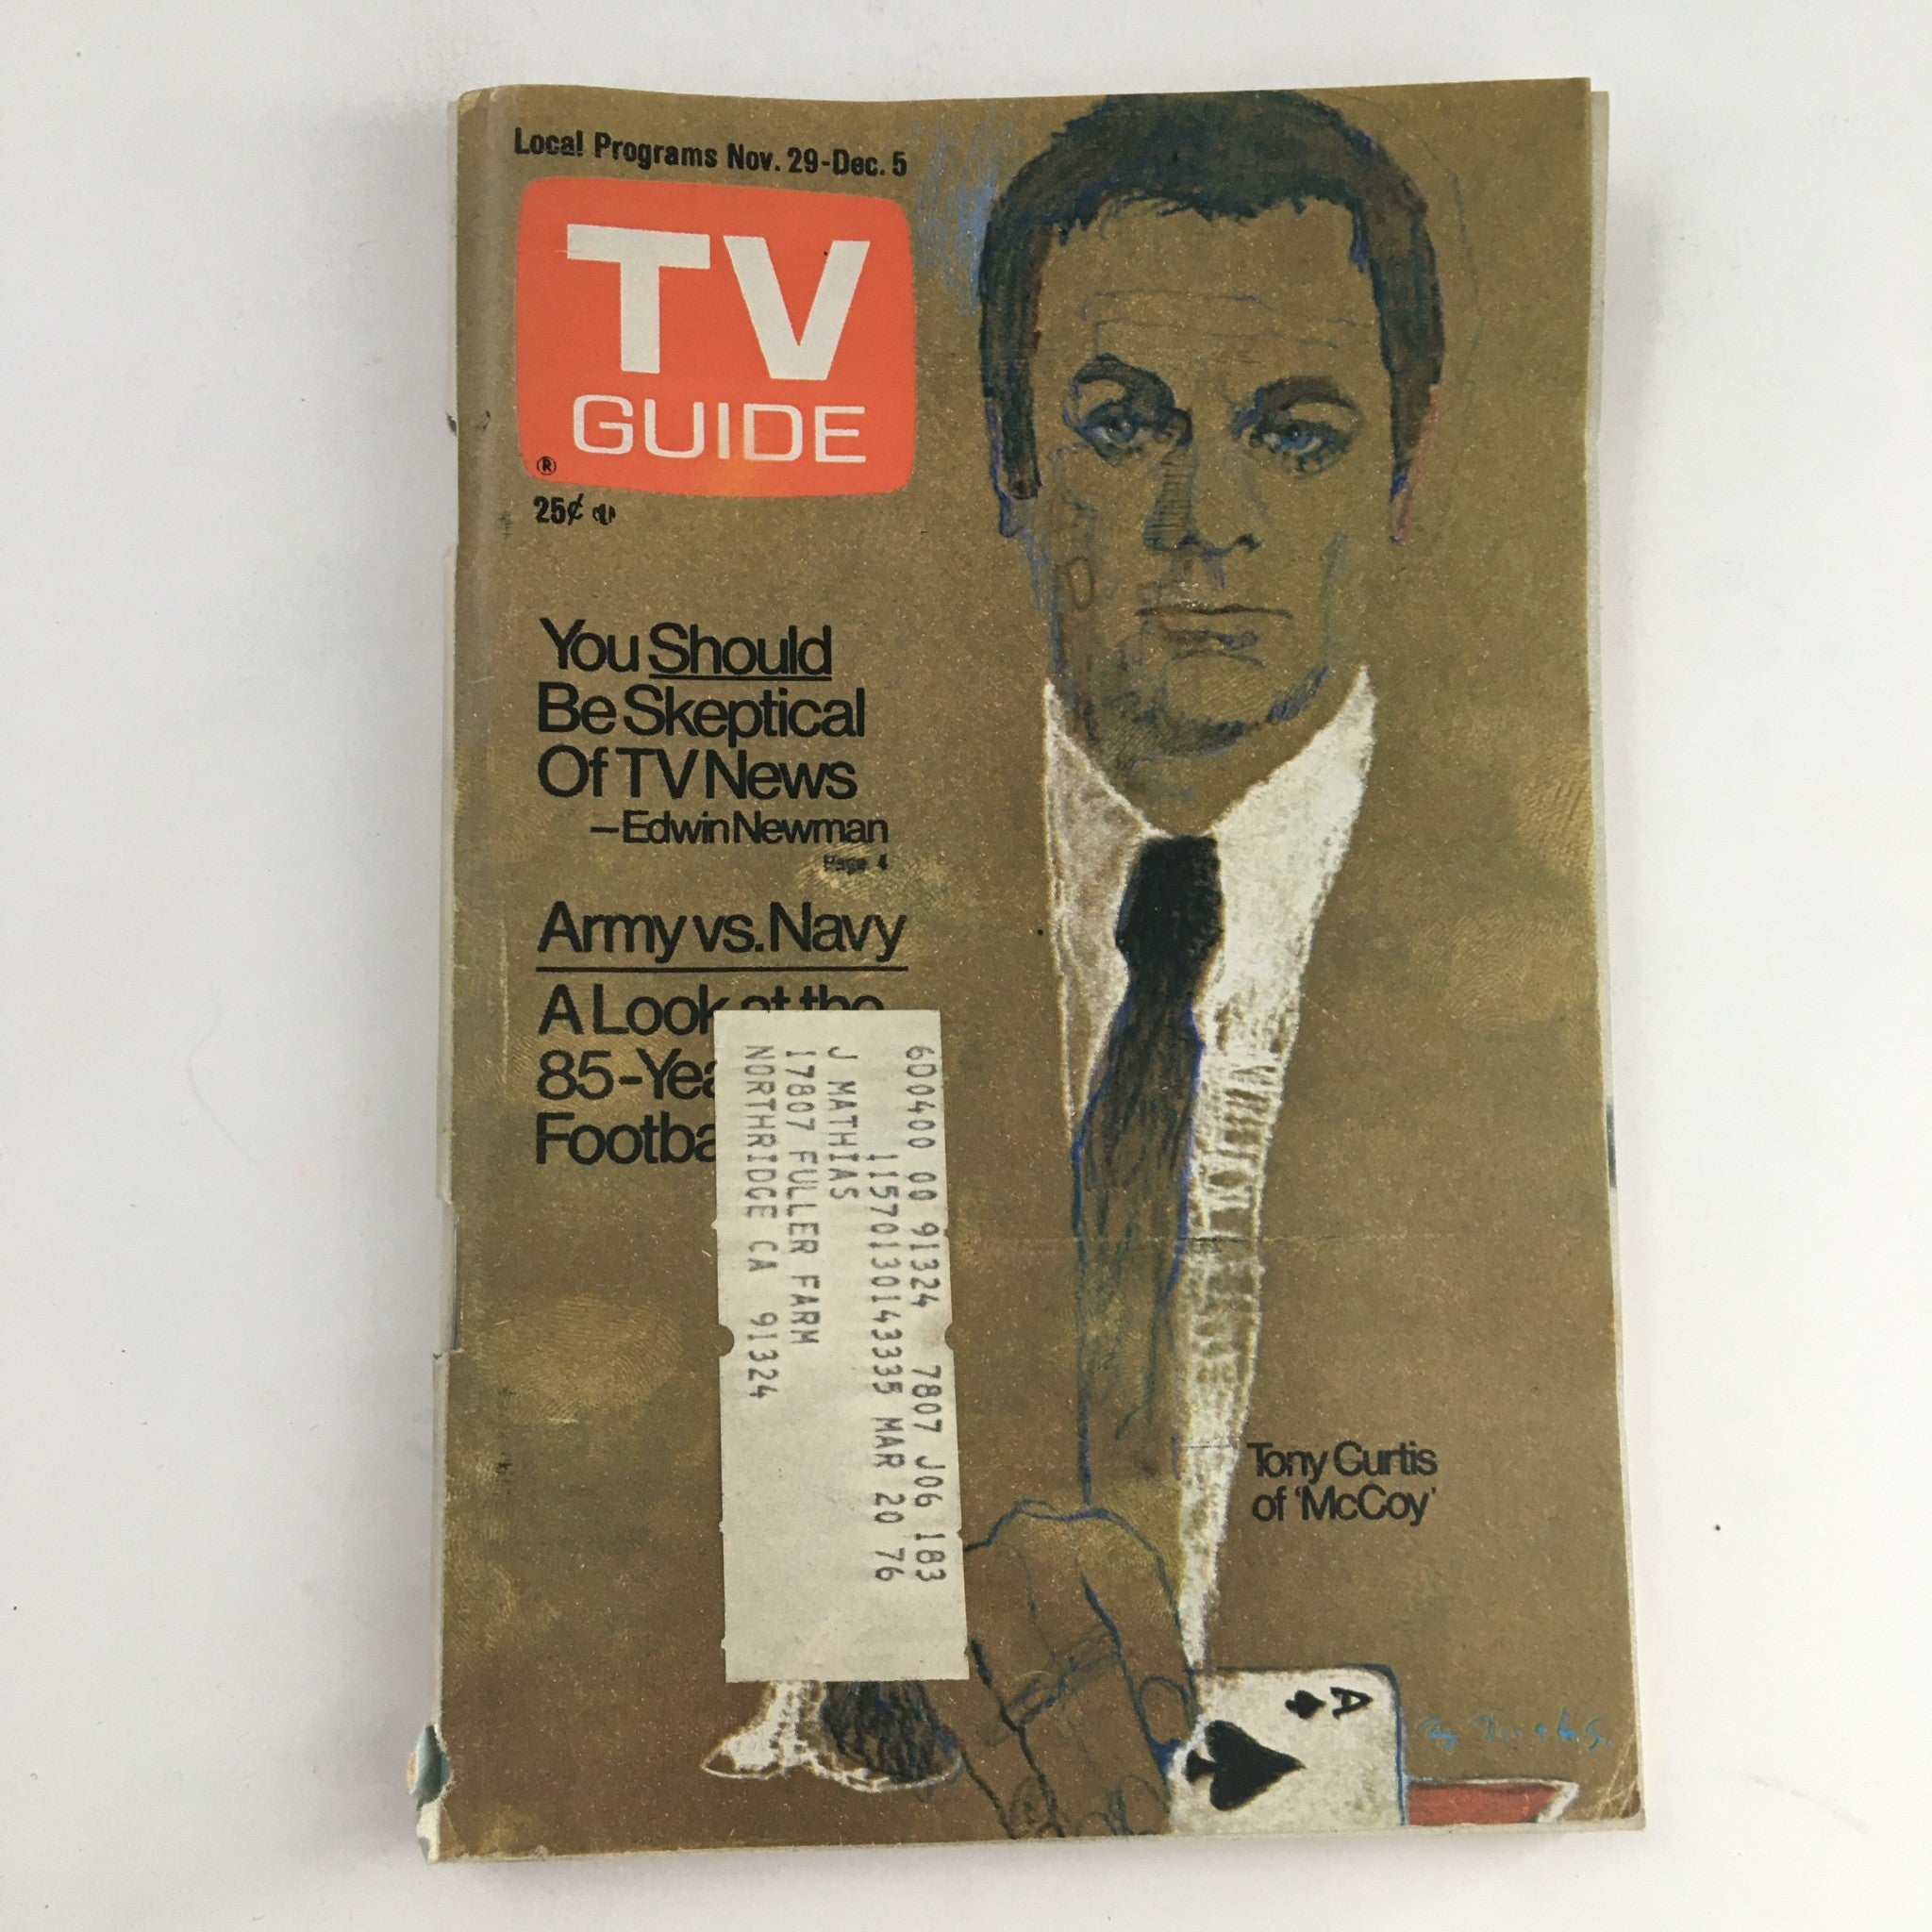 Local Programs Nov. 29-Dec. 5
TV
GUIDE
®
25¢
You Should
Be Skeptical
Of TV News
—Edwin Newman
Page 4
Army vs. Navy
A Look at the
85-Yea
Footba
6D0400 00 91324 7807 J06 183
11570130143335 MAR 20 76
J MATHIAS
17807 FULLER FARM
NORTHRIDGE CA 91324
Tony Curtis
of 'McCoy'
A